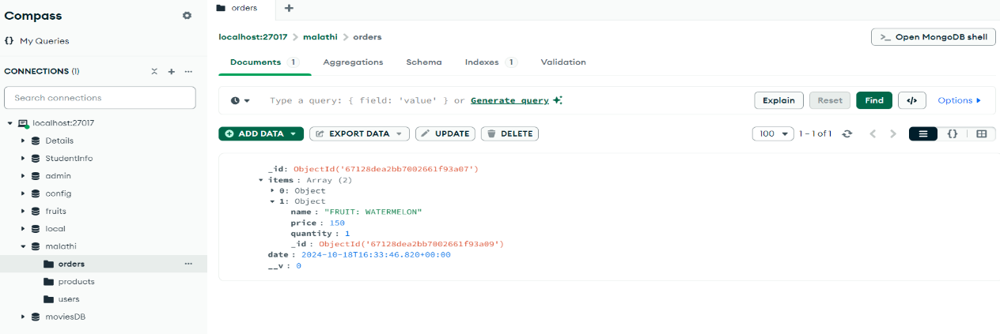 Compass
{} My Queries
CONNECTIONS (1)
Search connections
localhost:27017
Details
StudentInfo
admin
config
fruits
local
malathi
orders
products
users
moviesDB
orders
localhost:27017 > malathi > orders
>_ Open MongoDB shell
Documents 1 Aggregations Schema Indexes 1 Validation
Type a query: { field: 'value' } or Generate query
Explain Reset Find </> Options
ADD DATA EXPORT DATA UPDATE DELETE
100 1 – 1 of 1 {}
_id: ObjectId('67128dea2bb7002661f93a07')
items : Array (2)
0: Object
1: Object
name : "FRUIT: WATERMELON"
price : 150
quantity : 1
_id : ObjectId('67128dea2bb7002661f93a09')
date : 2024-10-18T16:33:46.820+00:00
__v : 0